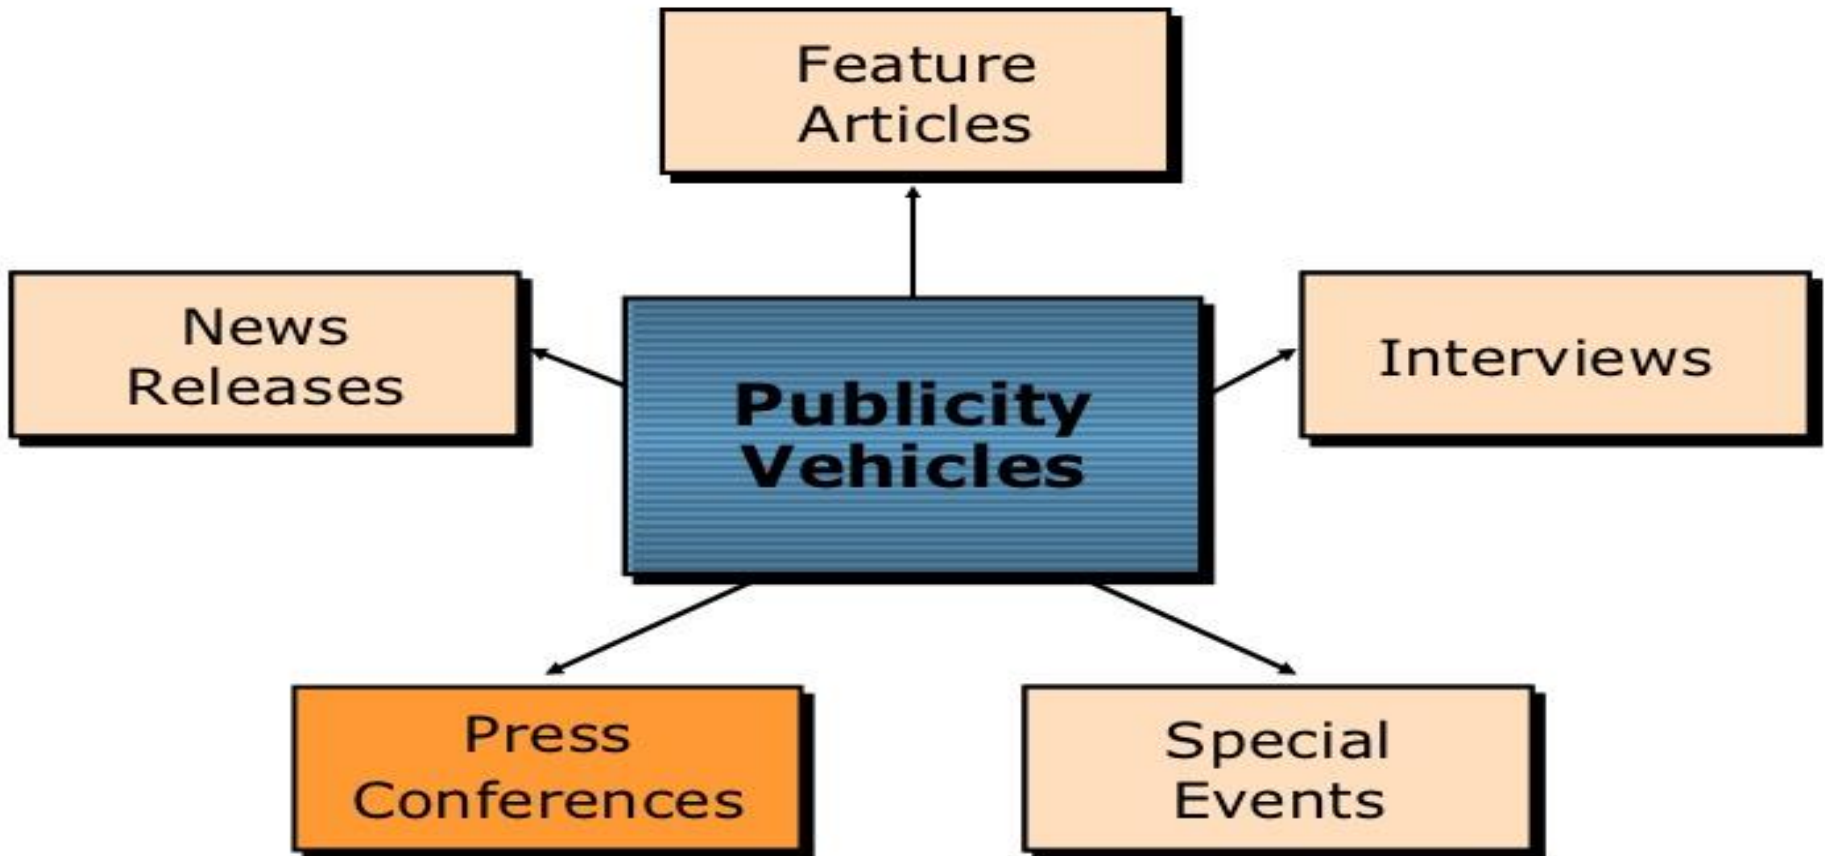 Feature
Articles
News
Releases
Interviews
Publicity
Vehicles
Press
Conferences
Special
Events